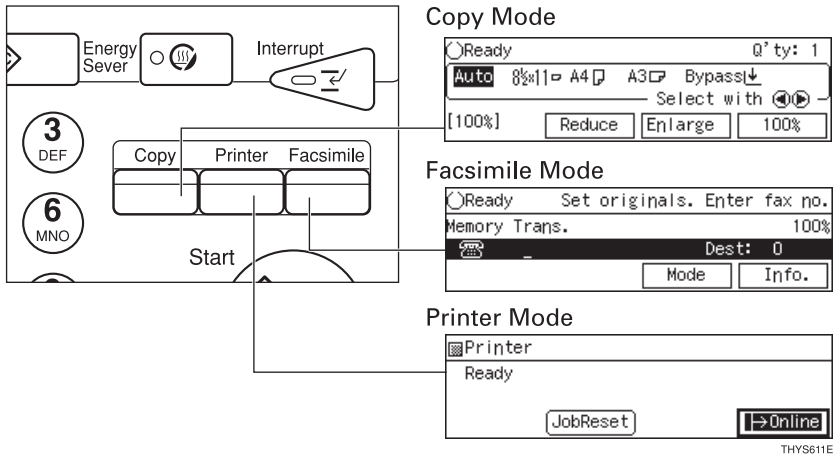 Copy Mode
Ready Q'ty: 1
Auto 8½×11 A4 A3 Bypass
Select with
[100%] Reduce Enlarge 100%
Energy
Sever
Interrupt
3
DEF
Copy Printer Facsimile
6
MNO
Start
Facsimile Mode
Ready Set originals. Enter fax no.
Memory Trans. 100%
_ Dest: 0
Mode Info.
Printer Mode
Printer
Ready
JobReset →Online
THYS611E